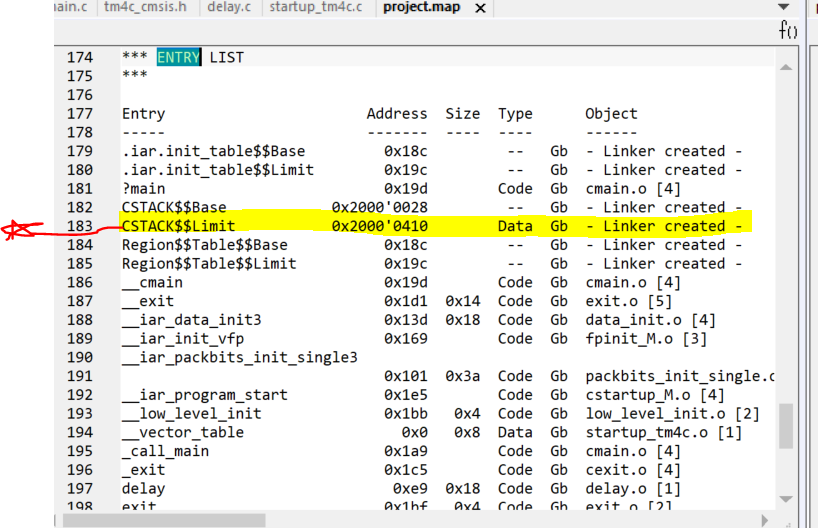 ain.c tm4c_cmsis.h delay.c startup_tm4c.c project.map
f()
174 *** ENTRY LIST
175 ***
176
177 Entry Address Size Type Object
178 ----- ------- ---- ---- ------
179 .iar.init_table$$Base 0x18c -- Gb - Linker created -
180 .iar.init_table$$Limit 0x19c -- Gb - Linker created -
181 ?main 0x19d Code Gb cmain.o [4]
182 CSTACK$$Base 0x2000'0028 -- Gb - Linker created -
183 CSTACK$$Limit 0x2000'0410 Data Gb - Linker created -
184 Region$$Table$$Base 0x18c -- Gb - Linker created -
185 Region$$Table$$Limit 0x19c -- Gb - Linker created -
186 __cmain 0x19d Code Gb cmain.o [4]
187 __exit 0x1d1 0x14 Code Gb exit.o [5]
188 __iar_data_init3 0x13d 0x18 Code Gb data_init.o [4]
189 __iar_init_vfp 0x169 Code Gb fpinit_M.o [3]
190 __iar_packbits_init_single3
191 0x101 0x3a Code Gb packbits_init_single.o
192 __iar_program_start 0x1e5 Code Gb cstartup_M.o [4]
193 __low_level_init 0x1bb 0x4 Code Gb low_level_init.o [2]
194 __vector_table 0x0 0x8 Data Gb startup_tm4c.o [1]
195 _call_main 0x1a9 Code Gb cmain.o [4]
196 _exit 0x1c5 Code Gb cexit.o [4]
197 delay 0xe9 0x18 Code Gb delay.o [1]
198 exit 0x1bf 0x4 Code Gb exit.o [2]